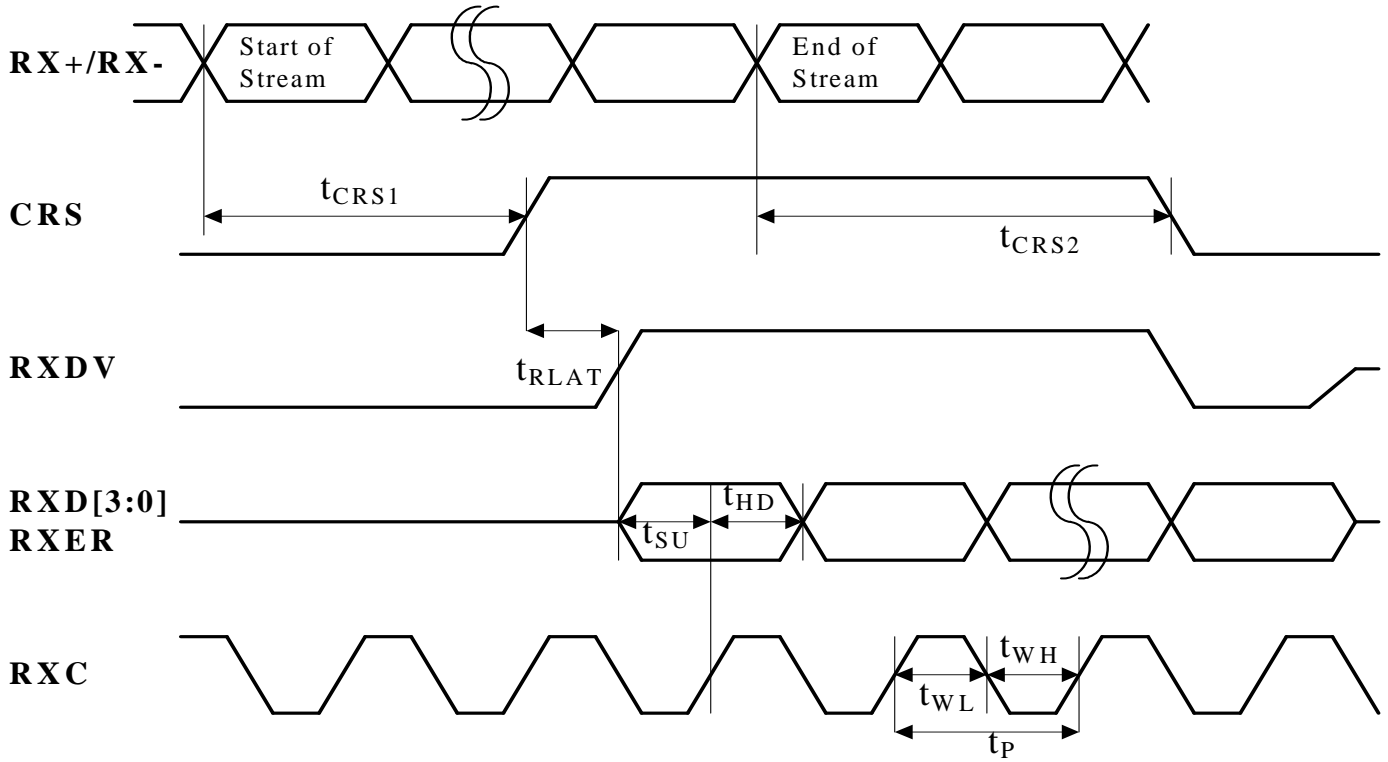 RX+/RX-
Start of
Stream
End of
Stream
CRS
tCRS1
tCRS2
RXDV
tRLAT
RXD[3:0]
RXER
tSU
tHD
RXC
tWL
tWH
tP